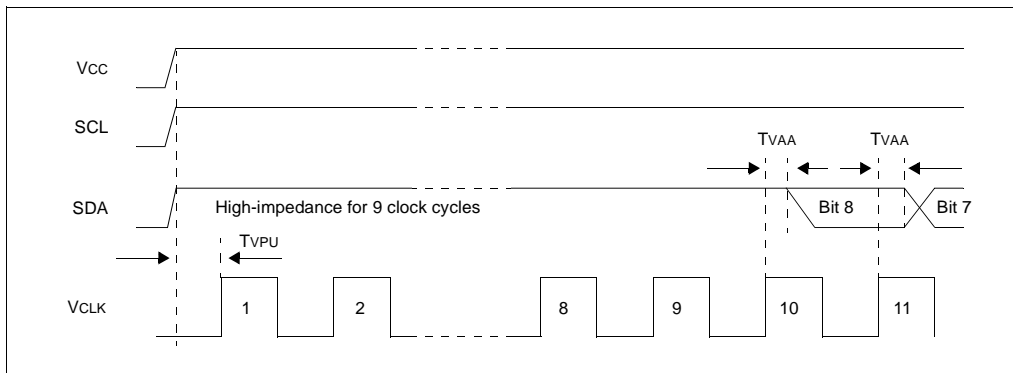 VCC
SCL
TVAA TVAA
SDA High-impedance for 9 clock cycles Bit 8 Bit 7
TVPU
VCLK 1 2 8 9 10 11